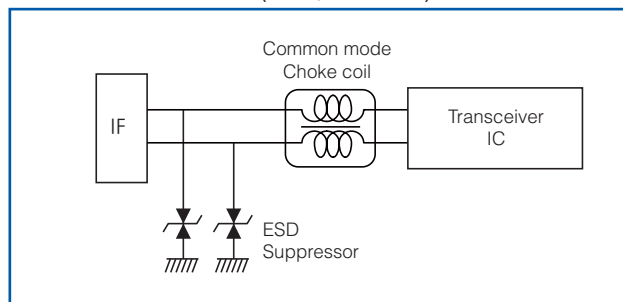 Common mode
Choke coil
IF
Transceiver
IC
ESD
Suppressor